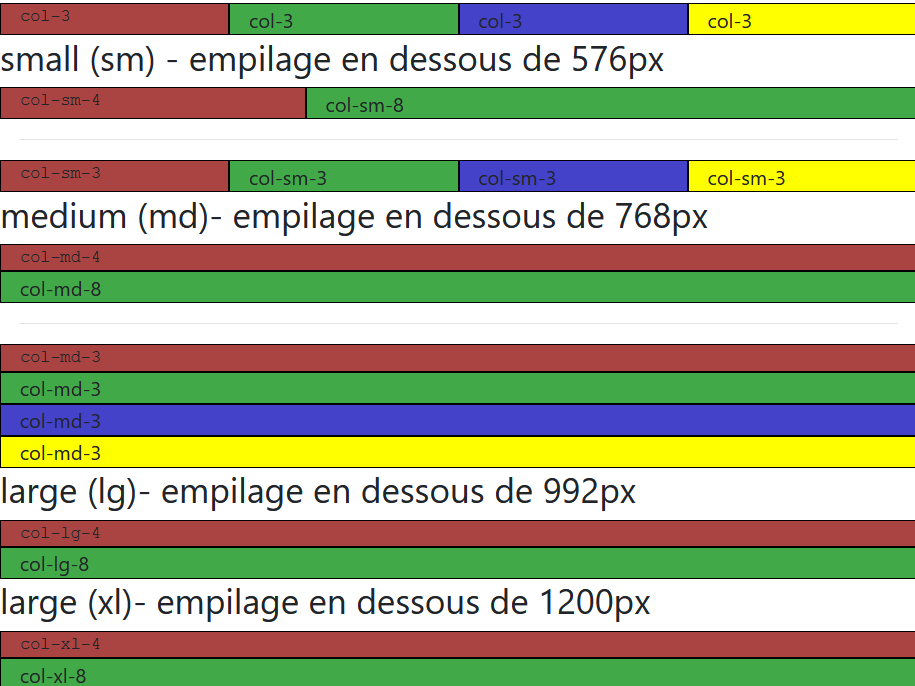 col-3 col-3 col-3 col-3
small (sm) - empilage en dessous de 576px
col-sm-4 col-sm-8
col-sm-3 col-sm-3 col-sm-3 col-sm-3
medium (md)- empilage en dessous de 768px
col-md-4
col-md-8
col-md-3
col-md-3
col-md-3
col-md-3
large (lg)- empilage en dessous de 992px
col-lg-4
col-lg-8
large (xl)- empilage en dessous de 1200px
col-xl-4
col-xl-8